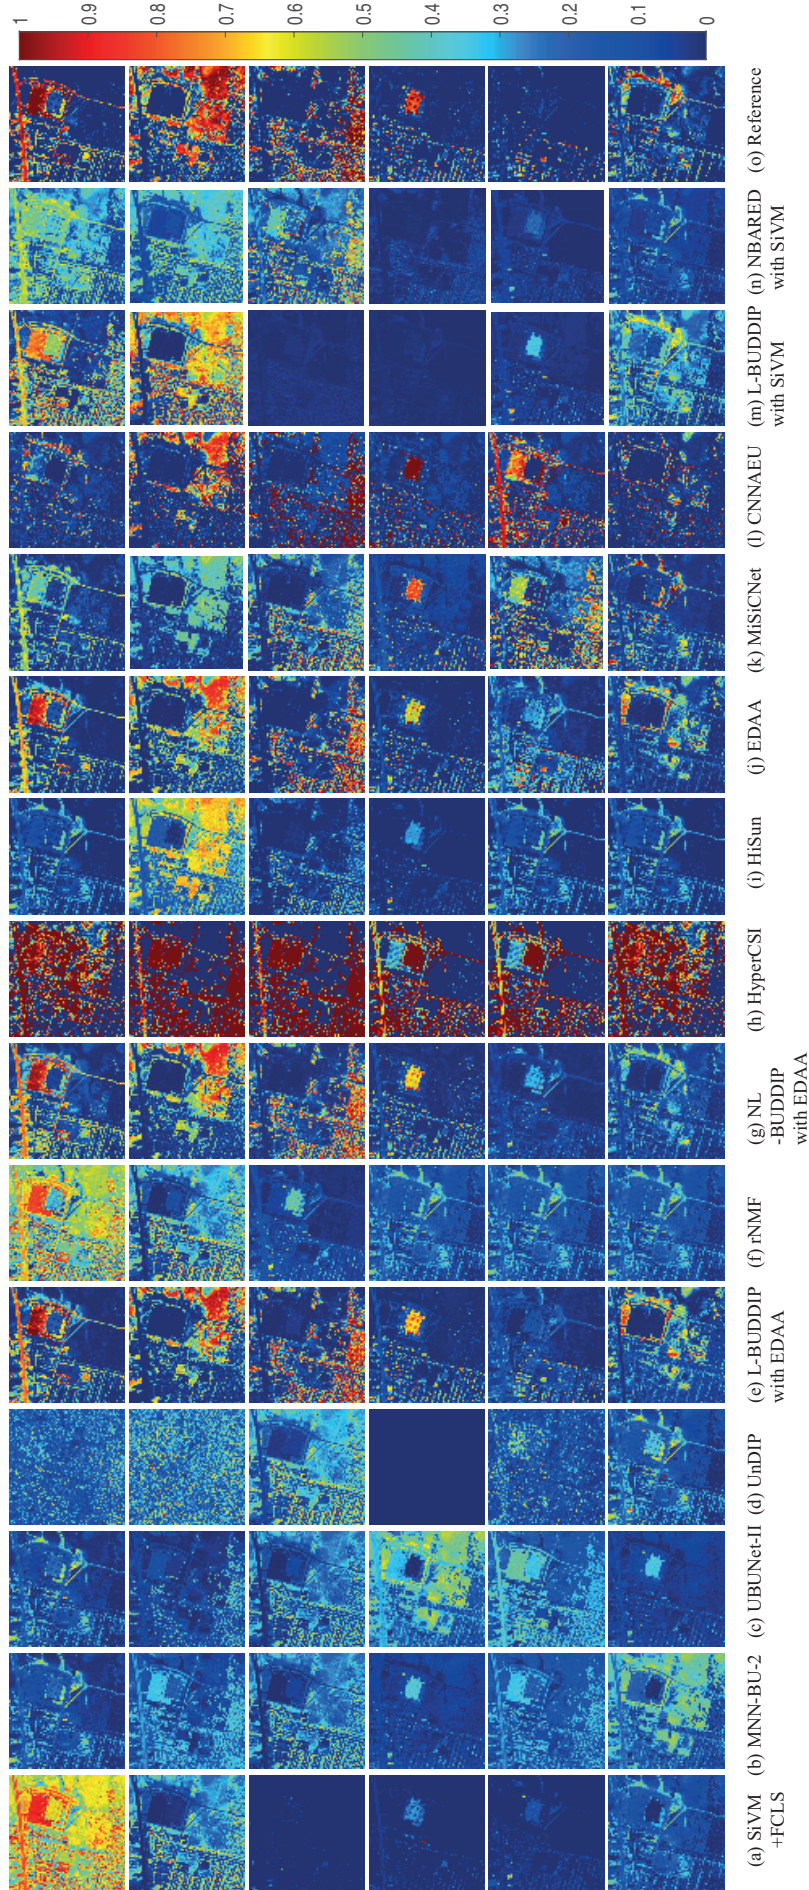 1
0.9
0.8
0.7
0.6
0.5
0.4
0.3
0.2
0.1
0
(o) Reference
(n) NBARED
with SiVM
(m) L-BUDDIP
with SiVM
(l) CNNAEU
(k) MiSiCNet
(j) EDAA
(i) HiSun
(h) HyperCSI
(g) NL
-BUDDIP
with EDAA
(f) rNMF
(e) L-BUDDIP
with EDAA
(d) UnDIP
(c) UBUNet-II
(b) MNN-BU-2
(a) SiVM
+FCLS